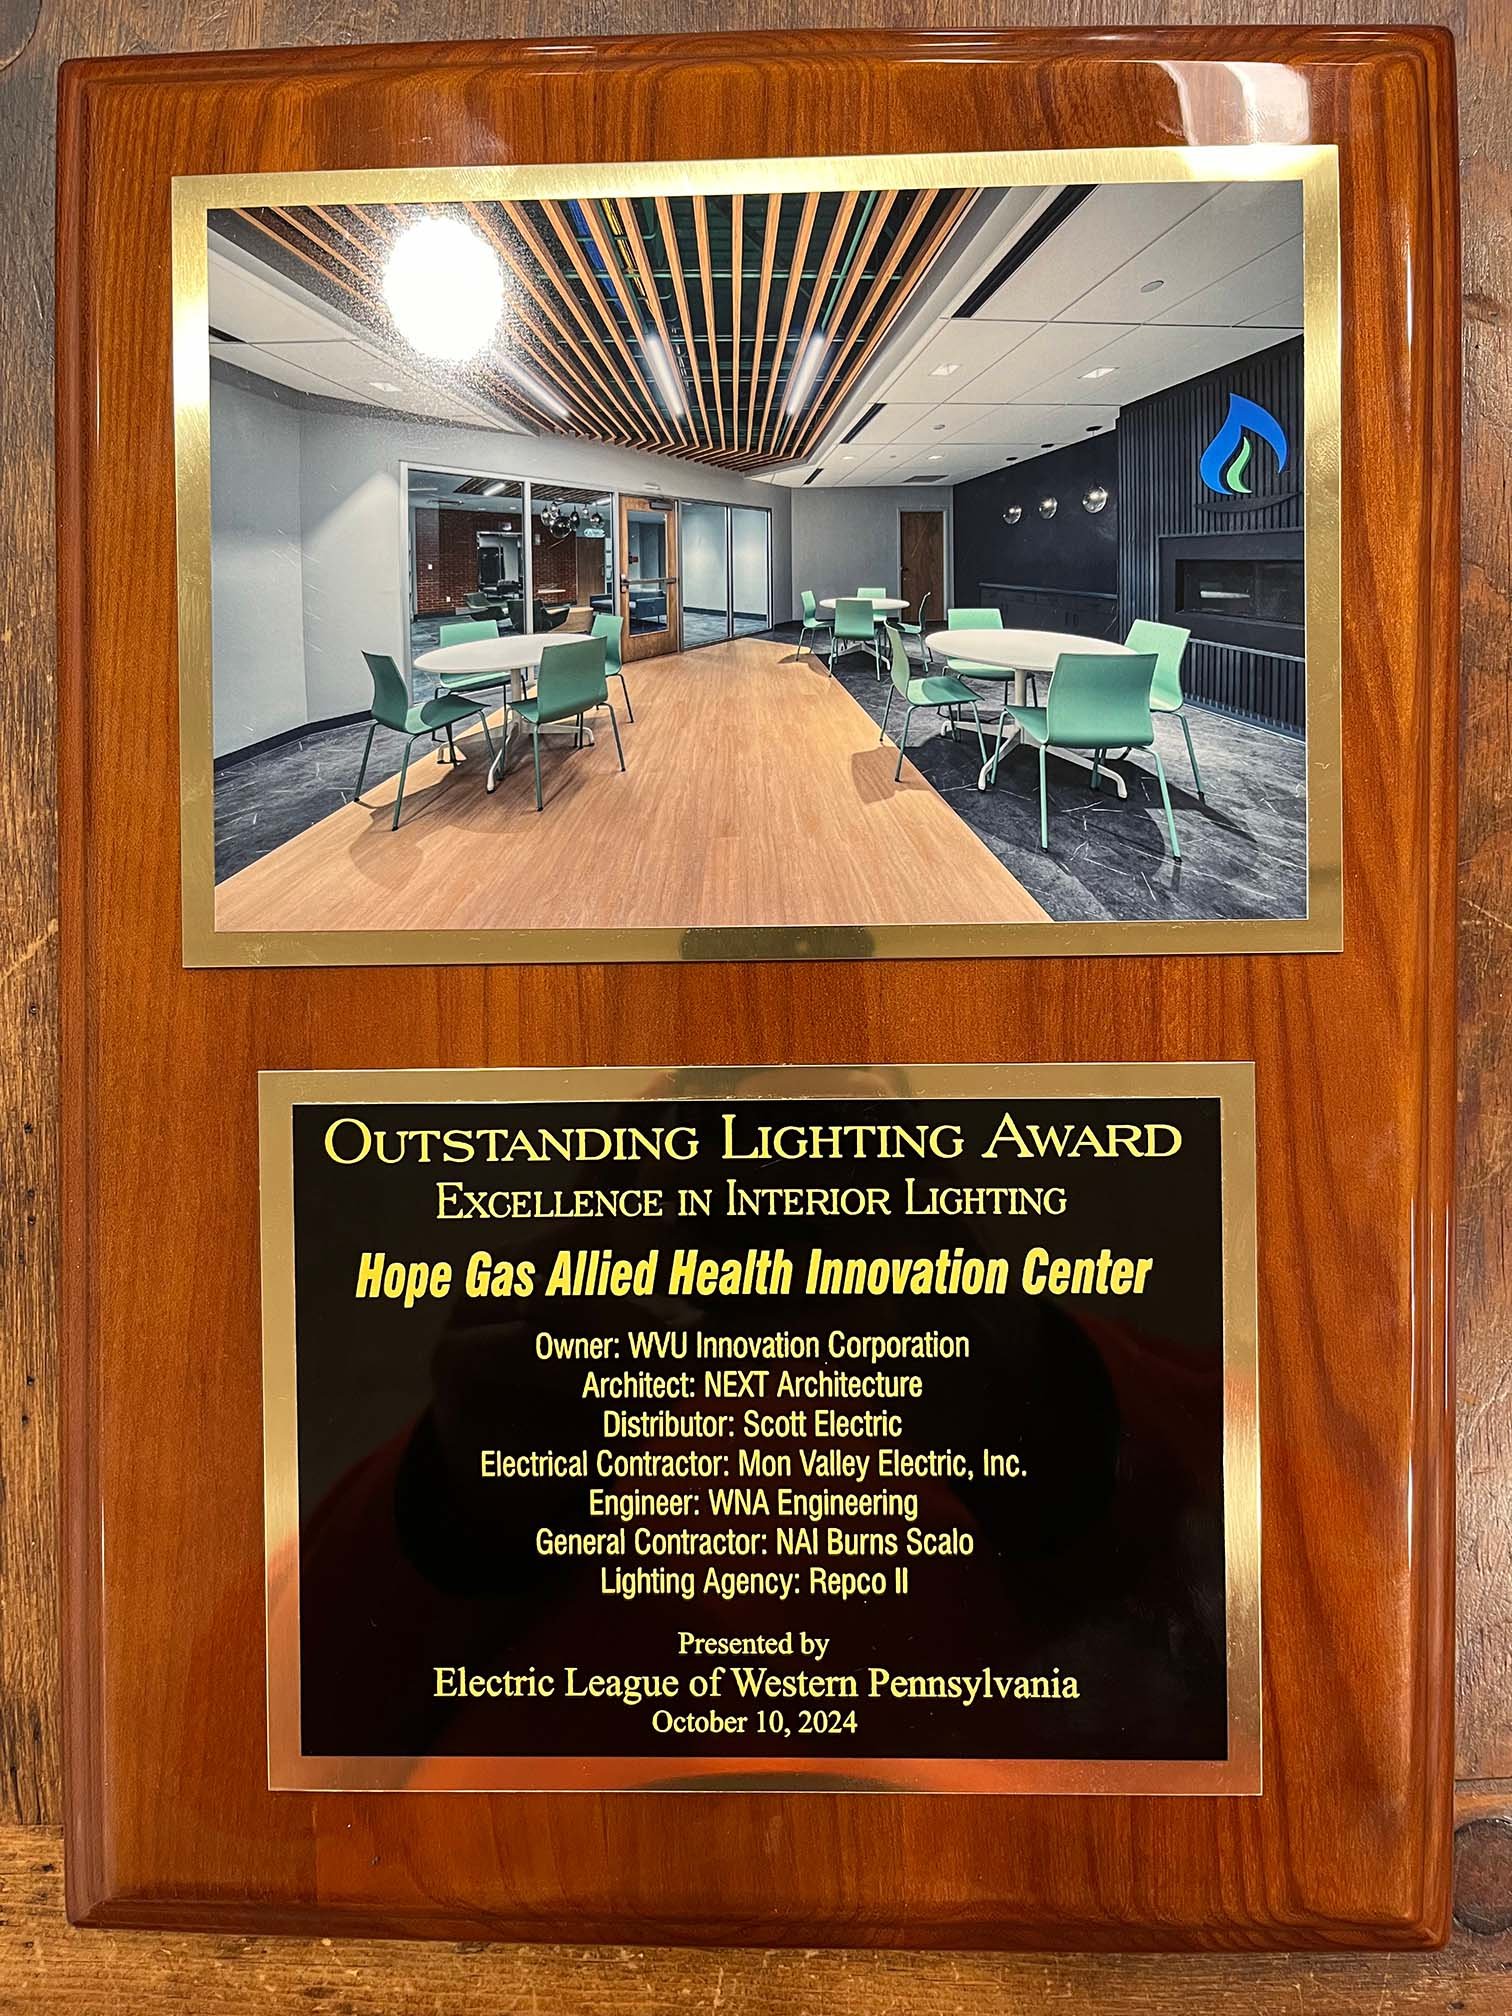 Outstanding Lighting Award
Excellence in Interior Lighting
Hope Gas Allied Health Innovation Center
Owner: WVU Innovation Corporation
Architect: NEXT Architecture
Distributor: Scott Electric
Electrical Contractor: Mon Valley Electric, Inc.
Engineer: WNA Engineering
General Contractor: NAI Burns Scalo
Lighting Agency: Repco II
Presented by
Electric League of Western Pennsylvania
October 10, 2024